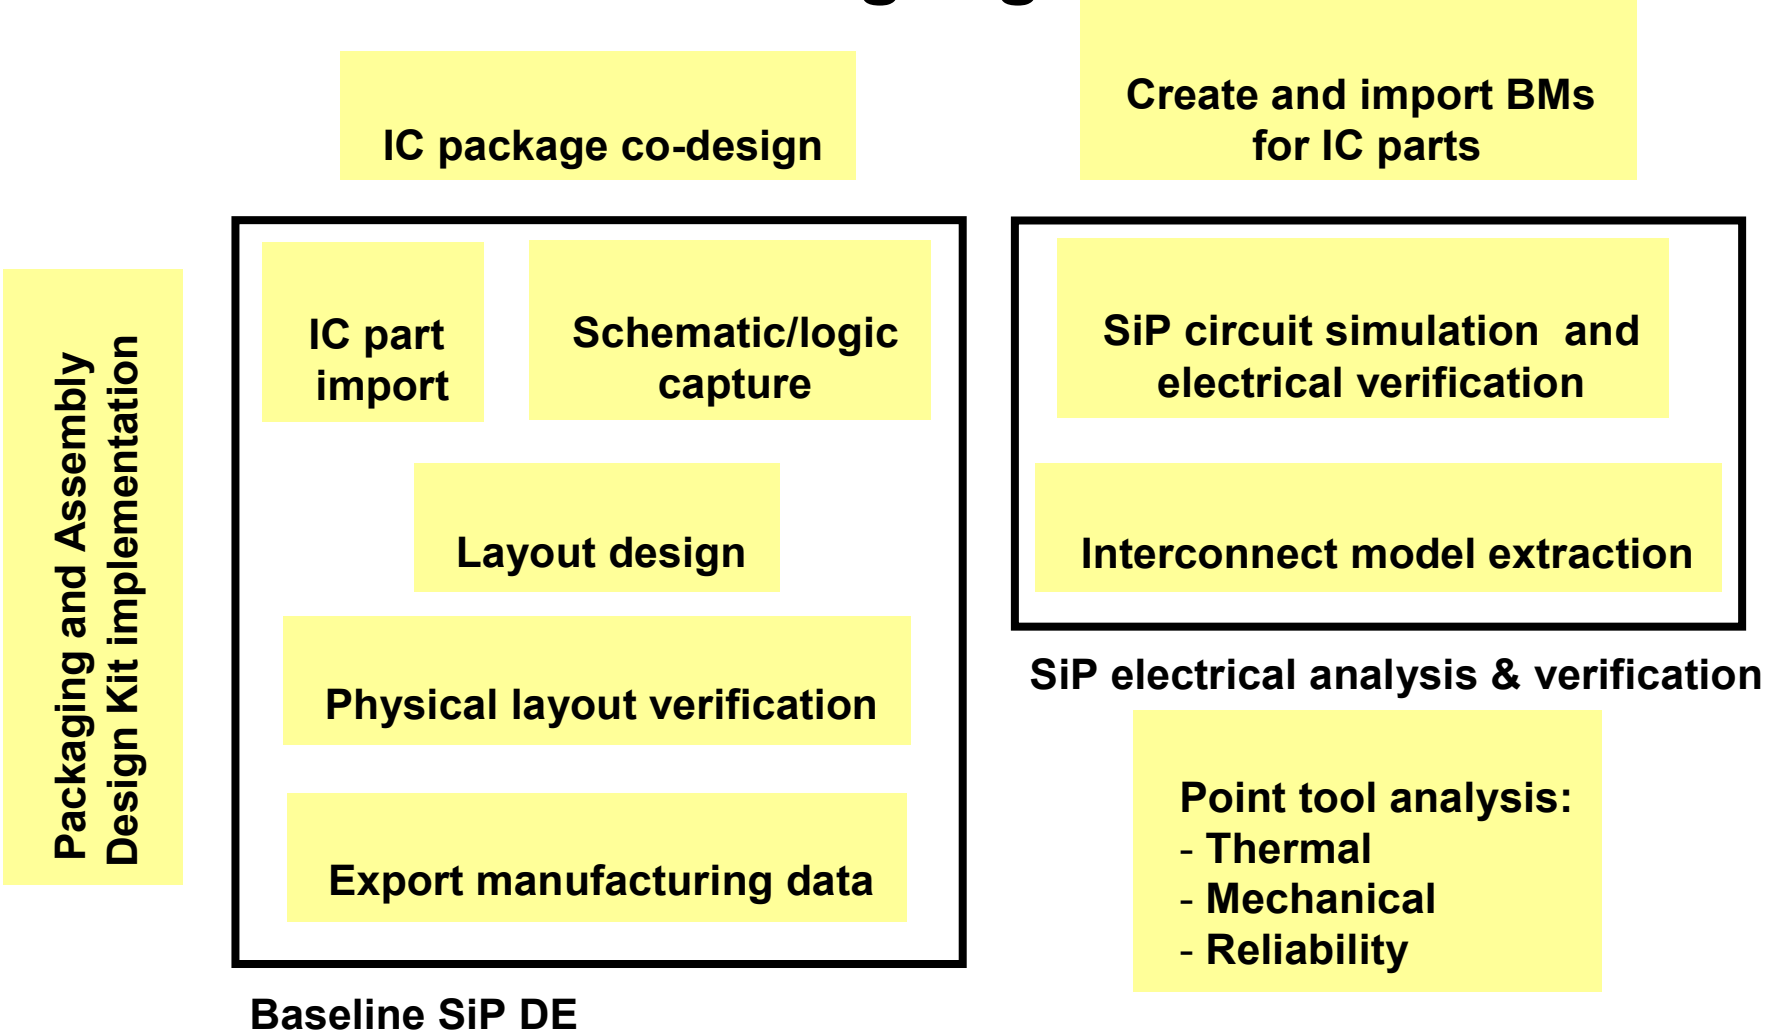 IC package co-design
Create and import BMs
for IC parts
Packaging and Assembly
Design Kit implementation
IC part
import
Schematic/logic
capture
Layout design
Physical layout verification
Export manufacturing data
Baseline SiP DE
SiP circuit simulation and
electrical verification
Interconnect model extraction
SiP electrical analysis & verification
Point tool analysis:
- Thermal
- Mechanical
- Reliability